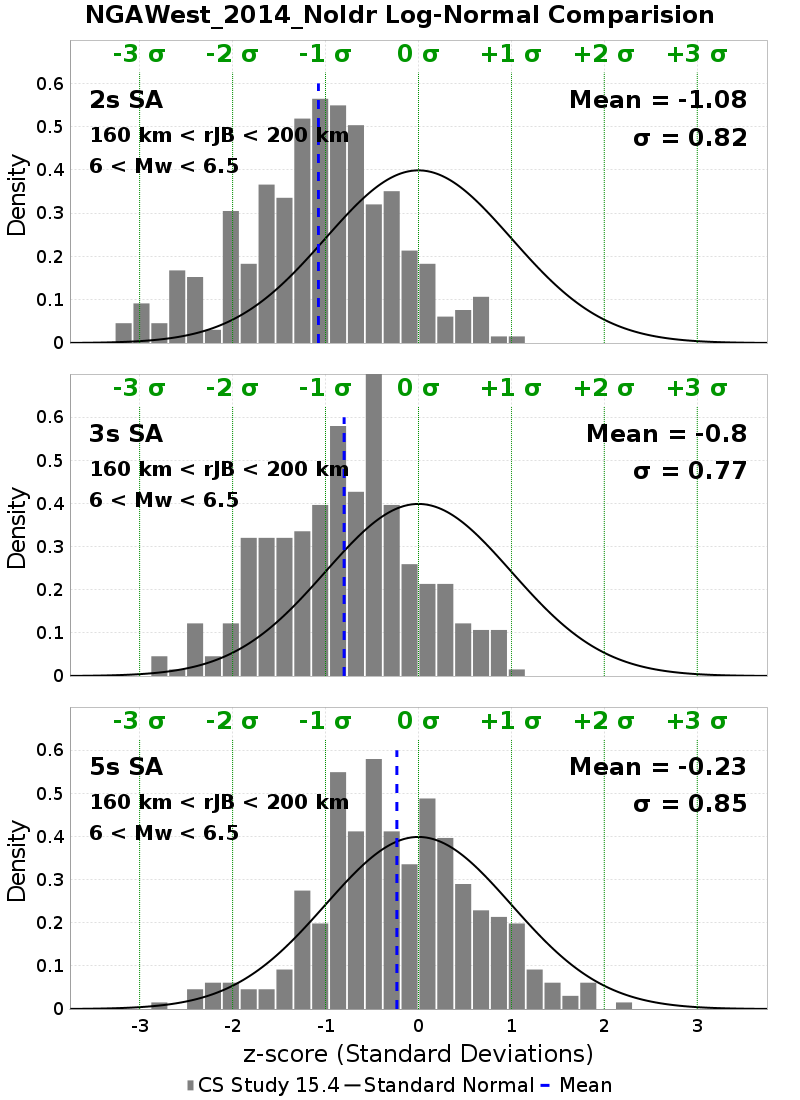 NGAWest_2014_NoIdr Log-Normal Comparision
-3 σ -2 σ -1 σ 0 σ +1 σ +2 σ +3 σ
0.6
2s SA Mean = -1.08
0.5
160 km < rJB < 200 km σ = 0.82
6 < Mw < 6.5
0.4
0.3
0.2
0.1
0
Density
-3 σ -2 σ -1 σ 0 σ +1 σ +2 σ +3 σ
0.6
3s SA Mean = -0.8
0.5
160 km < rJB < 200 km σ = 0.77
6 < Mw < 6.5
0.4
0.3
0.2
0.1
0
Density
-3 σ -2 σ -1 σ 0 σ +1 σ +2 σ +3 σ
0.6
5s SA Mean = -0.23
0.5
160 km < rJB < 200 km σ = 0.85
6 < Mw < 6.5
0.4
0.3
0.2
0.1
0
Density
-3 -2 -1 0 1 2 3
z-score (Standard Deviations)
CS Study 15.4 Standard Normal Mean